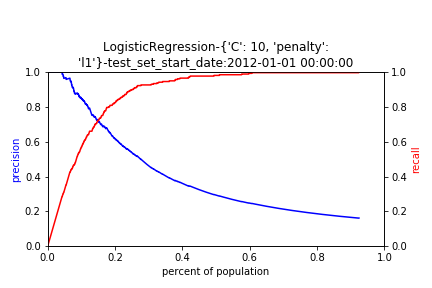 LogisticRegression-{'C': 10, 'penalty':
'l1'}-test_set_start_date:2012-01-01 00:00:00
1.0
1.0
0.8
0.8
0.6
0.6
0.4
0.4
0.2
0.2
0.0
0.0
precision
recall
0.0 0.2 0.4 0.6 0.8 1.0
percent of population